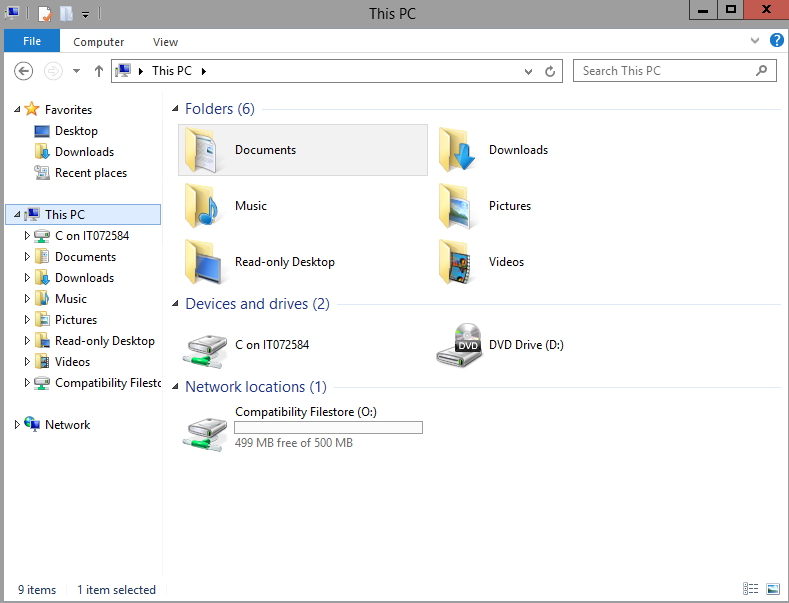 This PC
File
Computer
View
This PC
Search This PC
Favorites
Desktop
Downloads
Recent places
This PC
C on IT072584
Documents
Downloads
Music
Pictures
Read-only Desktop
Videos
Compatibility Filesto
Network
Folders (6)
Documents
Downloads
Music
Pictures
Read-only Desktop
Videos
Devices and drives (2)
C on IT072584
DVD
DVD Drive (D:)
Network locations (1)
Compatibility Filestore (O:)
499 MB free of 500 MB
9 items
1 item selected